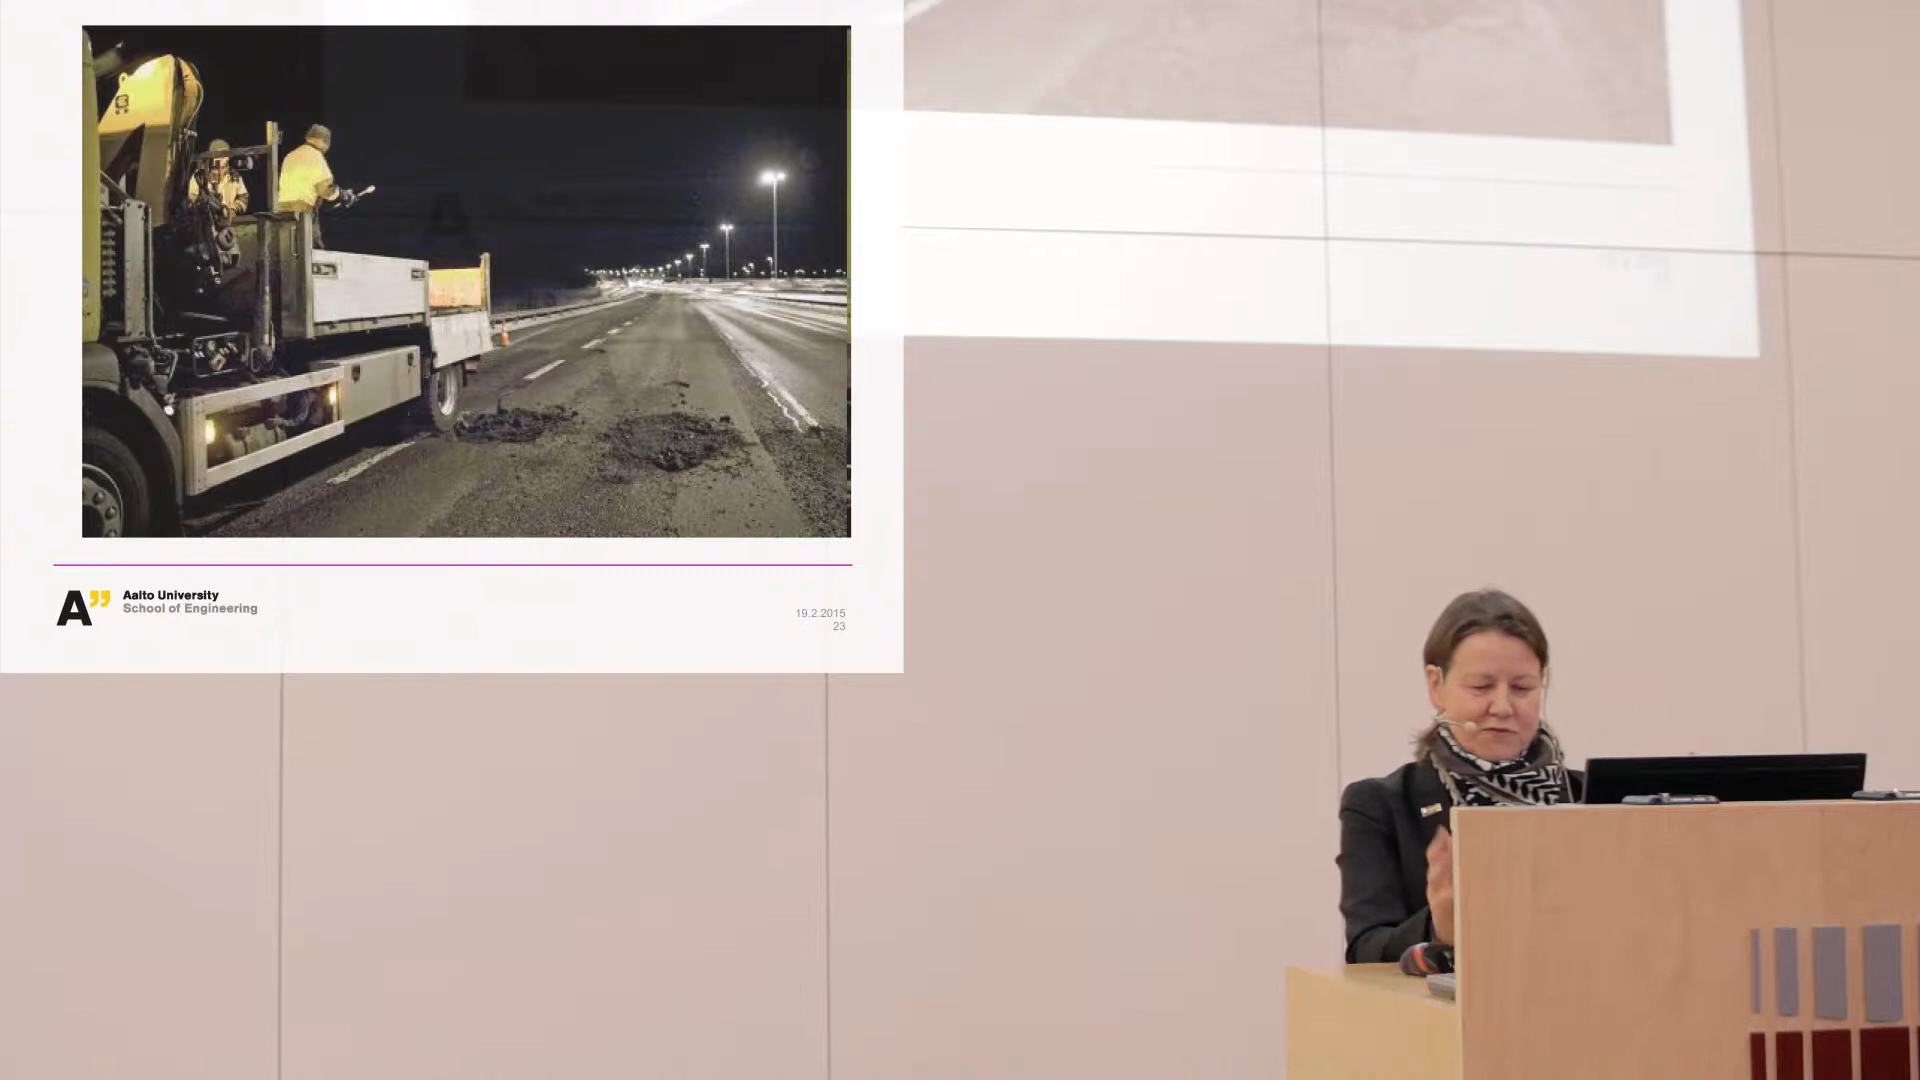 A”
Aalto University
School of Engineering
19.2.2015
23